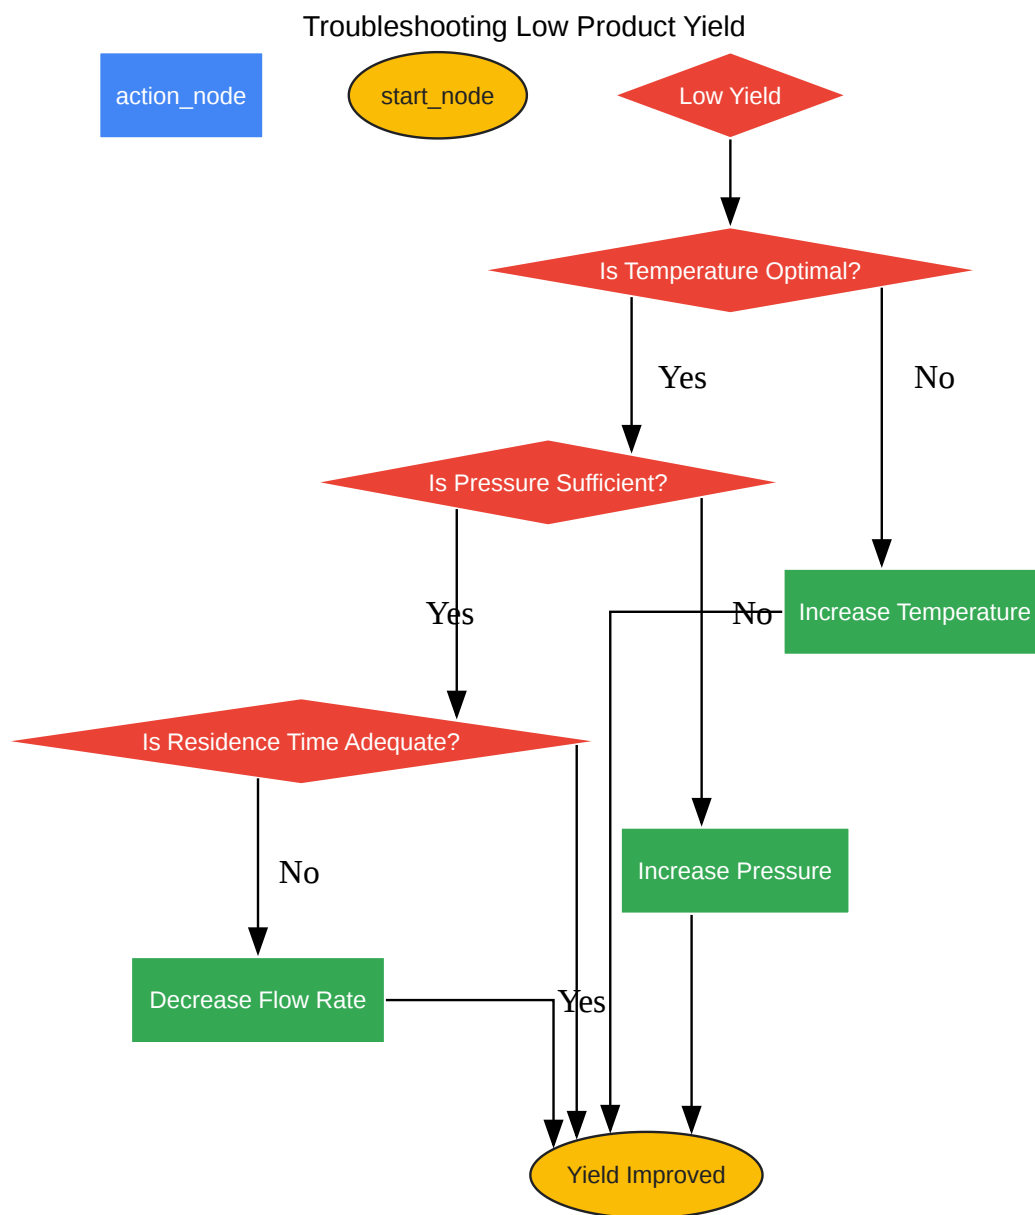 Troubleshooting Low Product Yield
action_node
start_node
Low Yield
Is Temperature Optimal?
Yes
No
Is Pressure Sufficient?
Yes
No
Increase Temperature
Is Residence Time Adequate?
No
Increase Pressure
Decrease Flow Rate
Yes
Yield Improved